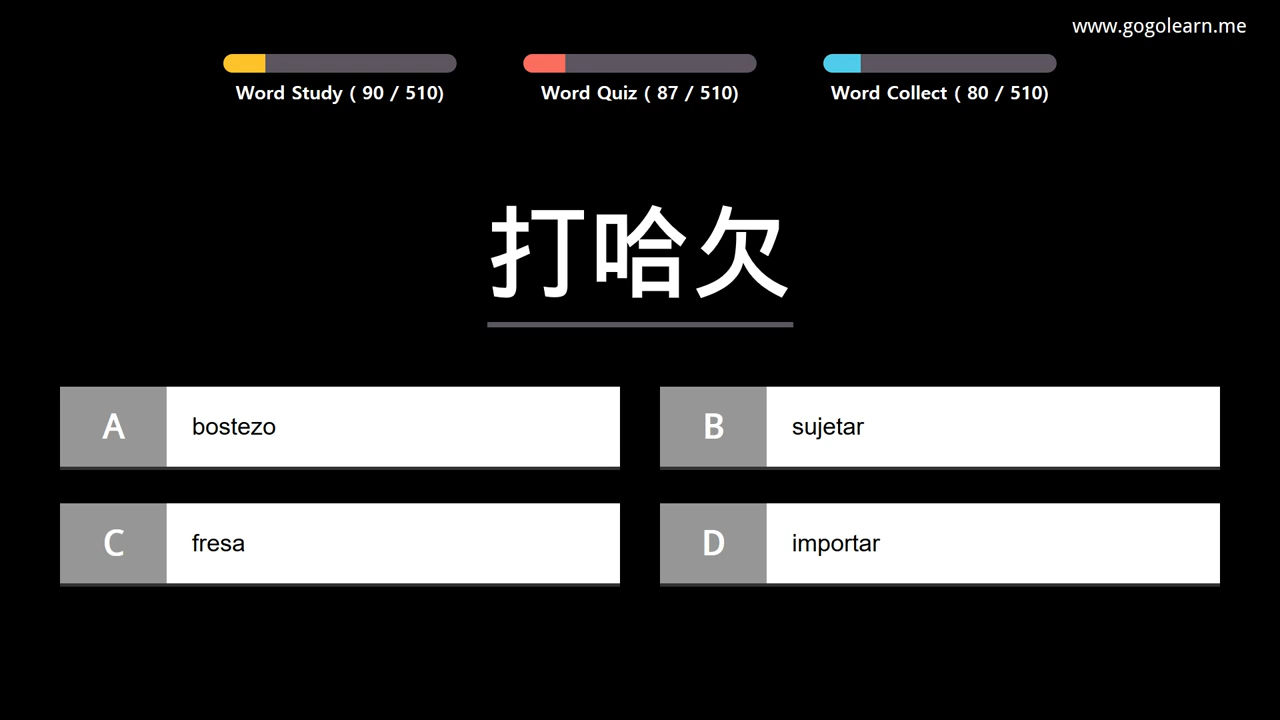 www.gogolearn.me
Word Study ( 90 / 510)
Word Quiz ( 87 / 510)
Word Collect ( 80 / 510)
打哈欠
A bostezo
B sujetar
C fresa
D importar